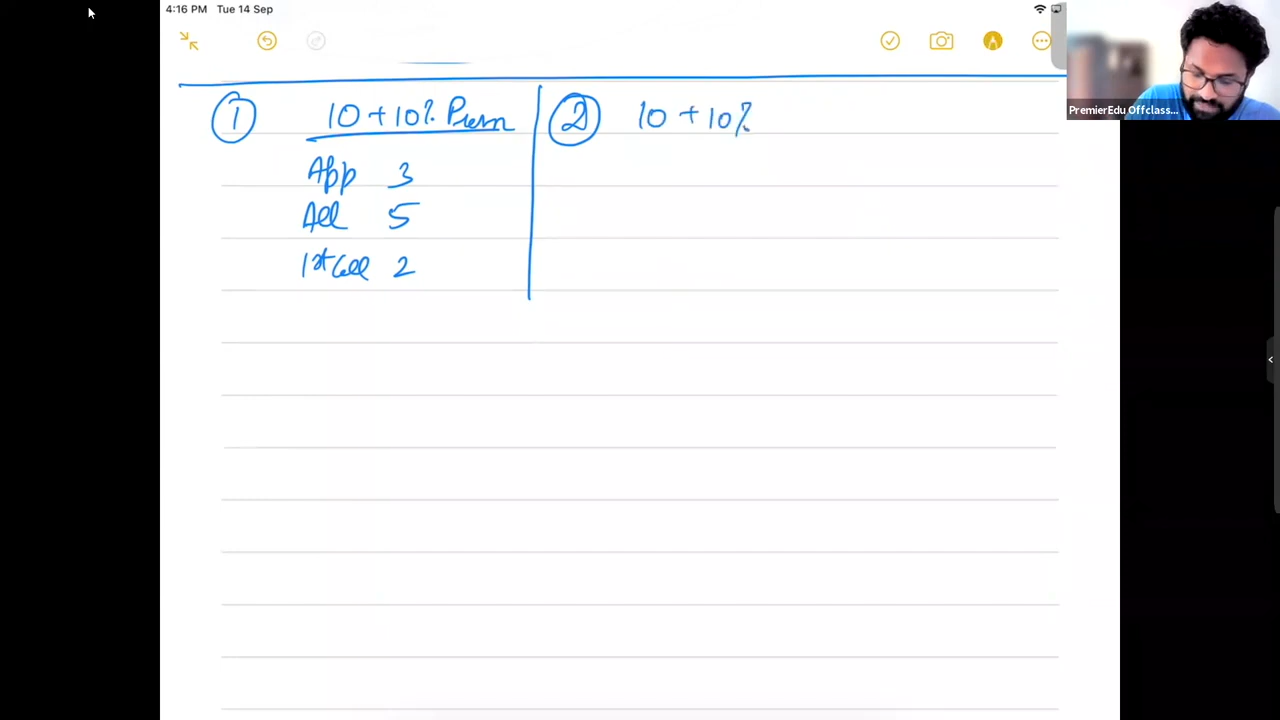 4:16 PM Tue 14 Sep
PremierEdu Offclass...
① 10 + 10% Prem
App 3
All 5
1st Call 2
② 10 + 10%